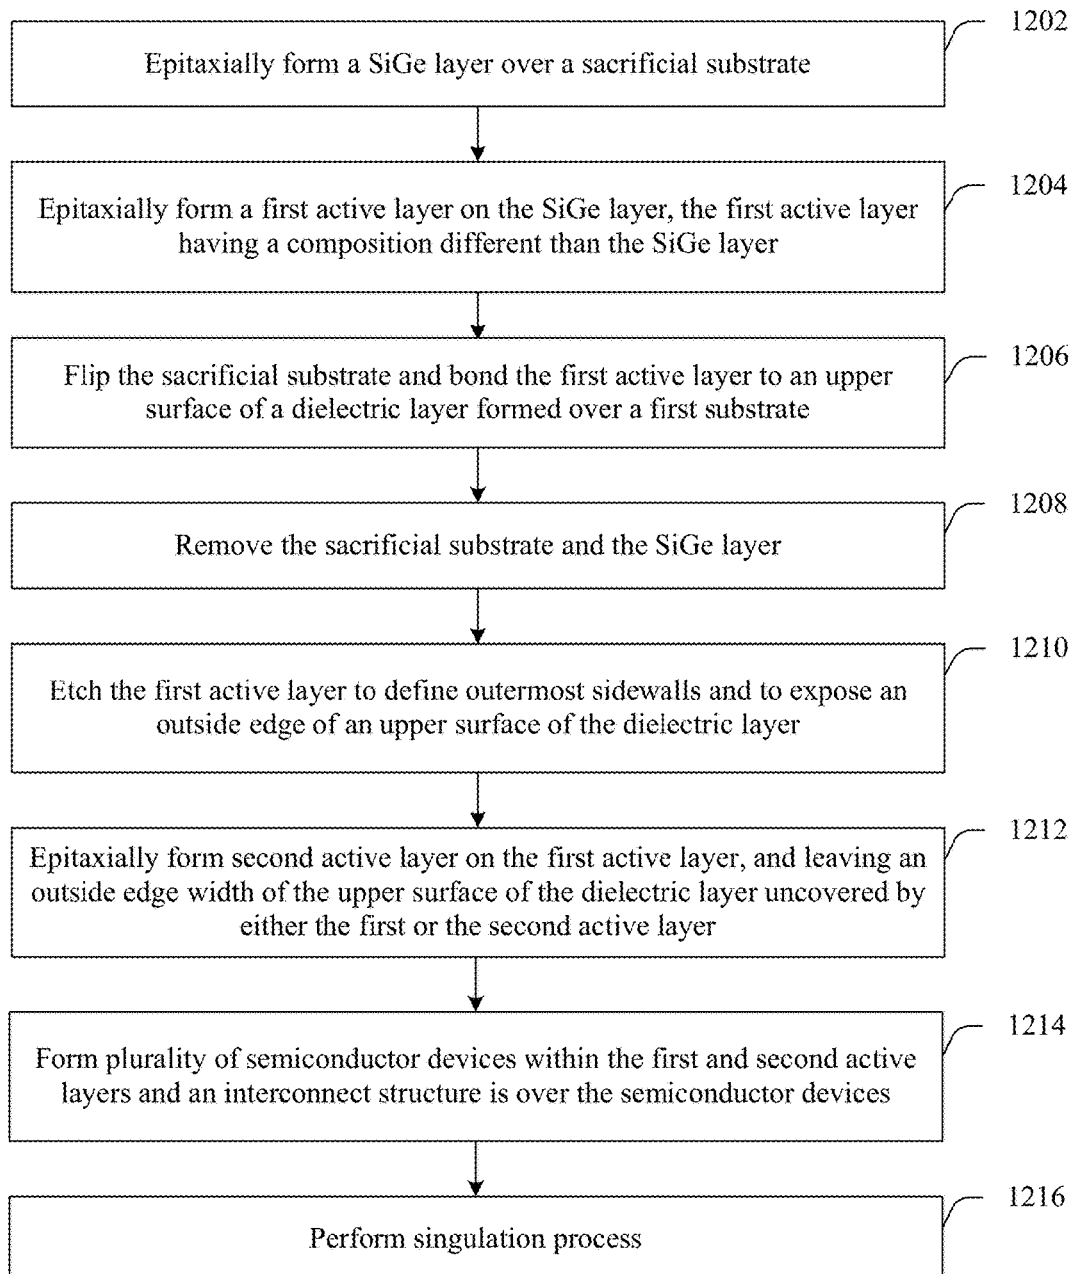 1202
Epitaxially form a SiGe layer over a sacrificial substrate
1204
Epitaxially form a first active layer on the SiGe layer, the first active layer
having a composition different than the SiGe layer
1206
Flip the sacrificial substrate and bond the first active layer to an upper
surface of a dielectric layer formed over a first substrate
1208
Remove the sacrificial substrate and the SiGe layer
1210
Etch the first active layer to define outermost sidewalls and to expose an
outside edge of an upper surface of the dielectric layer
1212
Epitaxially form second active layer on the first active layer, and leaving an
outside edge width of the upper surface of the dielectric layer uncovered by
either the first or the second active layer
1214
Form plurality of semiconductor devices within the first and second active
layers and an interconnect structure is over the semiconductor devices
1216
Perform singulation process